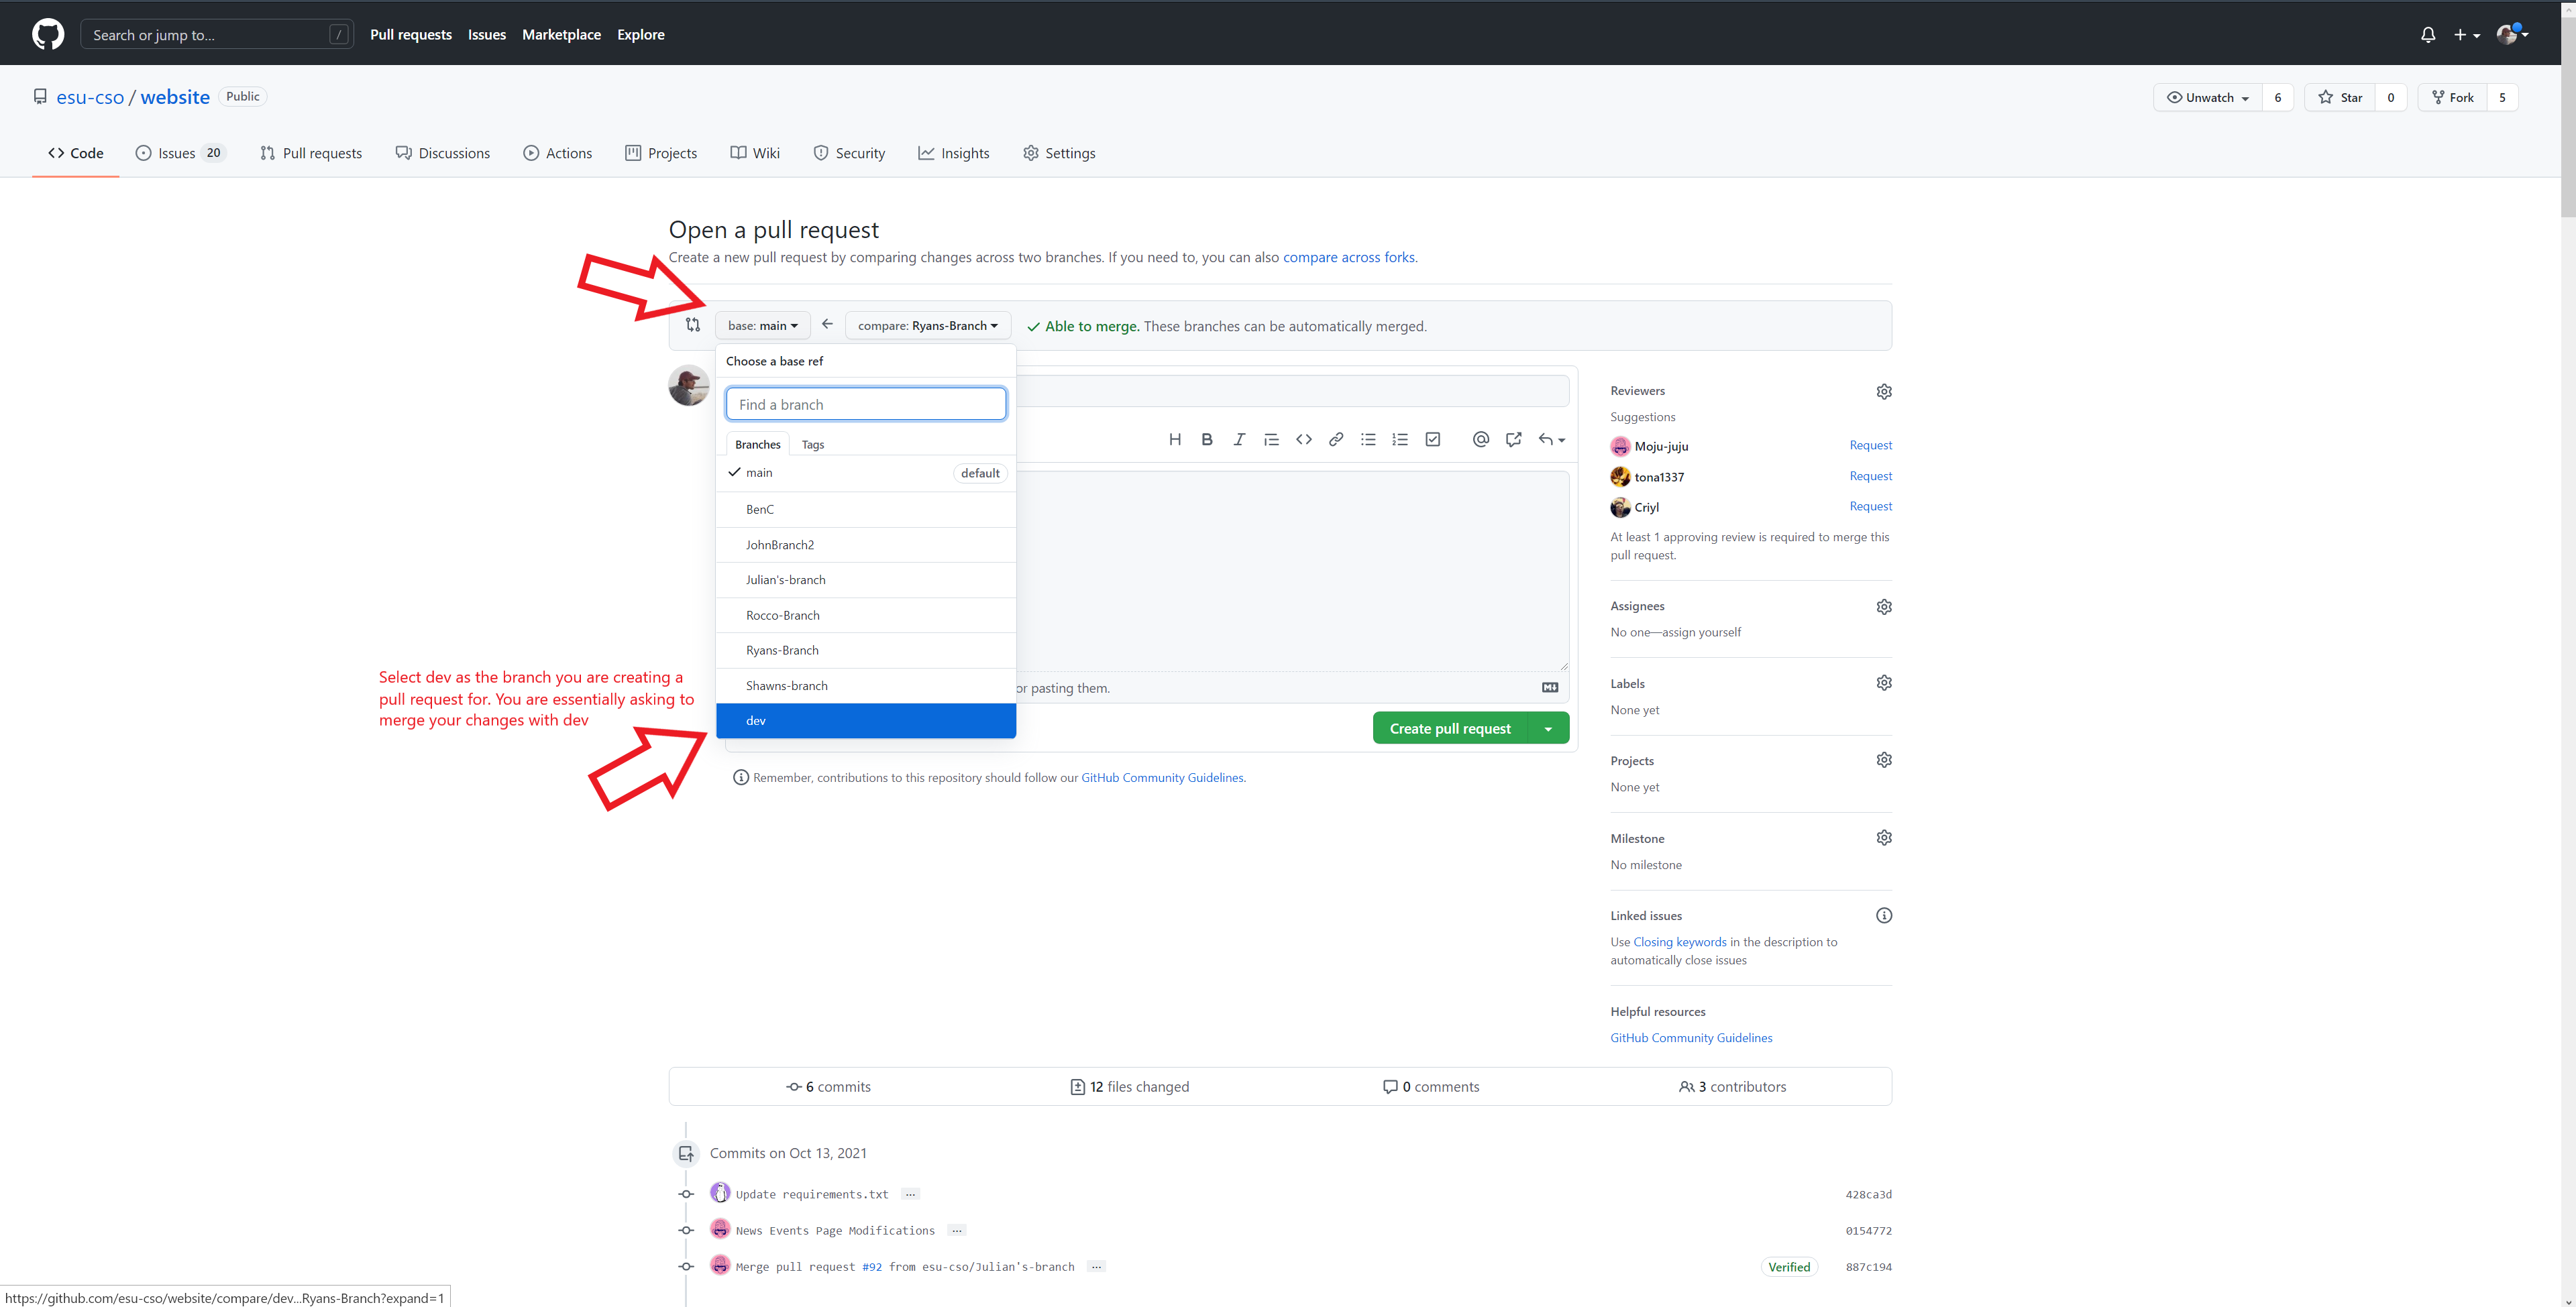 Search or jump to... /
Pull requests Issues Marketplace Explore
esu-cso / website Public
Unwatch 6 Star 0 Fork 5
Code Issues 20 Pull requests Discussions Actions Projects Wiki Security Insights Settings
Open a pull request
Create a new pull request by comparing changes across two branches. If you need to, you can also compare across forks.
base: main ← compare: Ryans-Branch ✓ Able to merge. These branches can be automatically merged.
Choose a base ref
Find a branch
Branches Tags
✓ main default
BenC
JohnBranch2
Julian's-branch
Rocco-Branch
Ryans-Branch
Shawns-branch
dev
or pasting them.
Create pull request
Remember, contributions to this repository should follow our GitHub Community Guidelines.
Select dev as the branch you are creating a
pull request for. You are essentially asking to
merge your changes with dev
Reviewers
Suggestions
Moju-juju Request
tona1337 Request
Criyl Request
At least 1 approving review is required to merge this
pull request.
Assignees
No one—assign yourself
Labels
None yet
Projects
None yet
Milestone
No milestone
Linked issues
Use Closing keywords in the description to
automatically close issues
Helpful resources
GitHub Community Guidelines
6 commits 12 files changed 0 comments 3 contributors
Commits on Oct 13, 2021
Update requirements.txt ... 428ca3d
News Events Page Modifications ... 0154772
Merge pull request #92 from esu-cso/Julian's-branch ... Verified 887c194
https://github.com/esu-cso/website/compare/dev...Ryans-Branch?expand=1